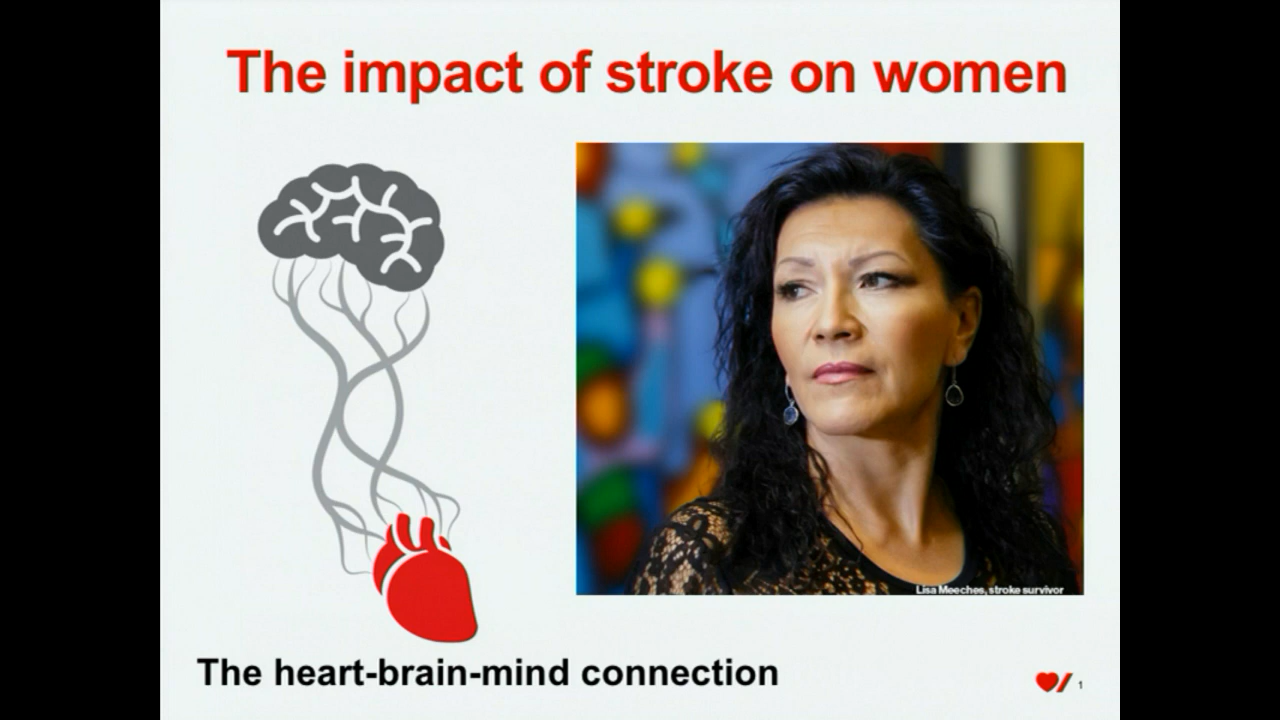 The impact of stroke on women
Lisa Meeches, stroke survivor
The heart-brain-mind connection
1